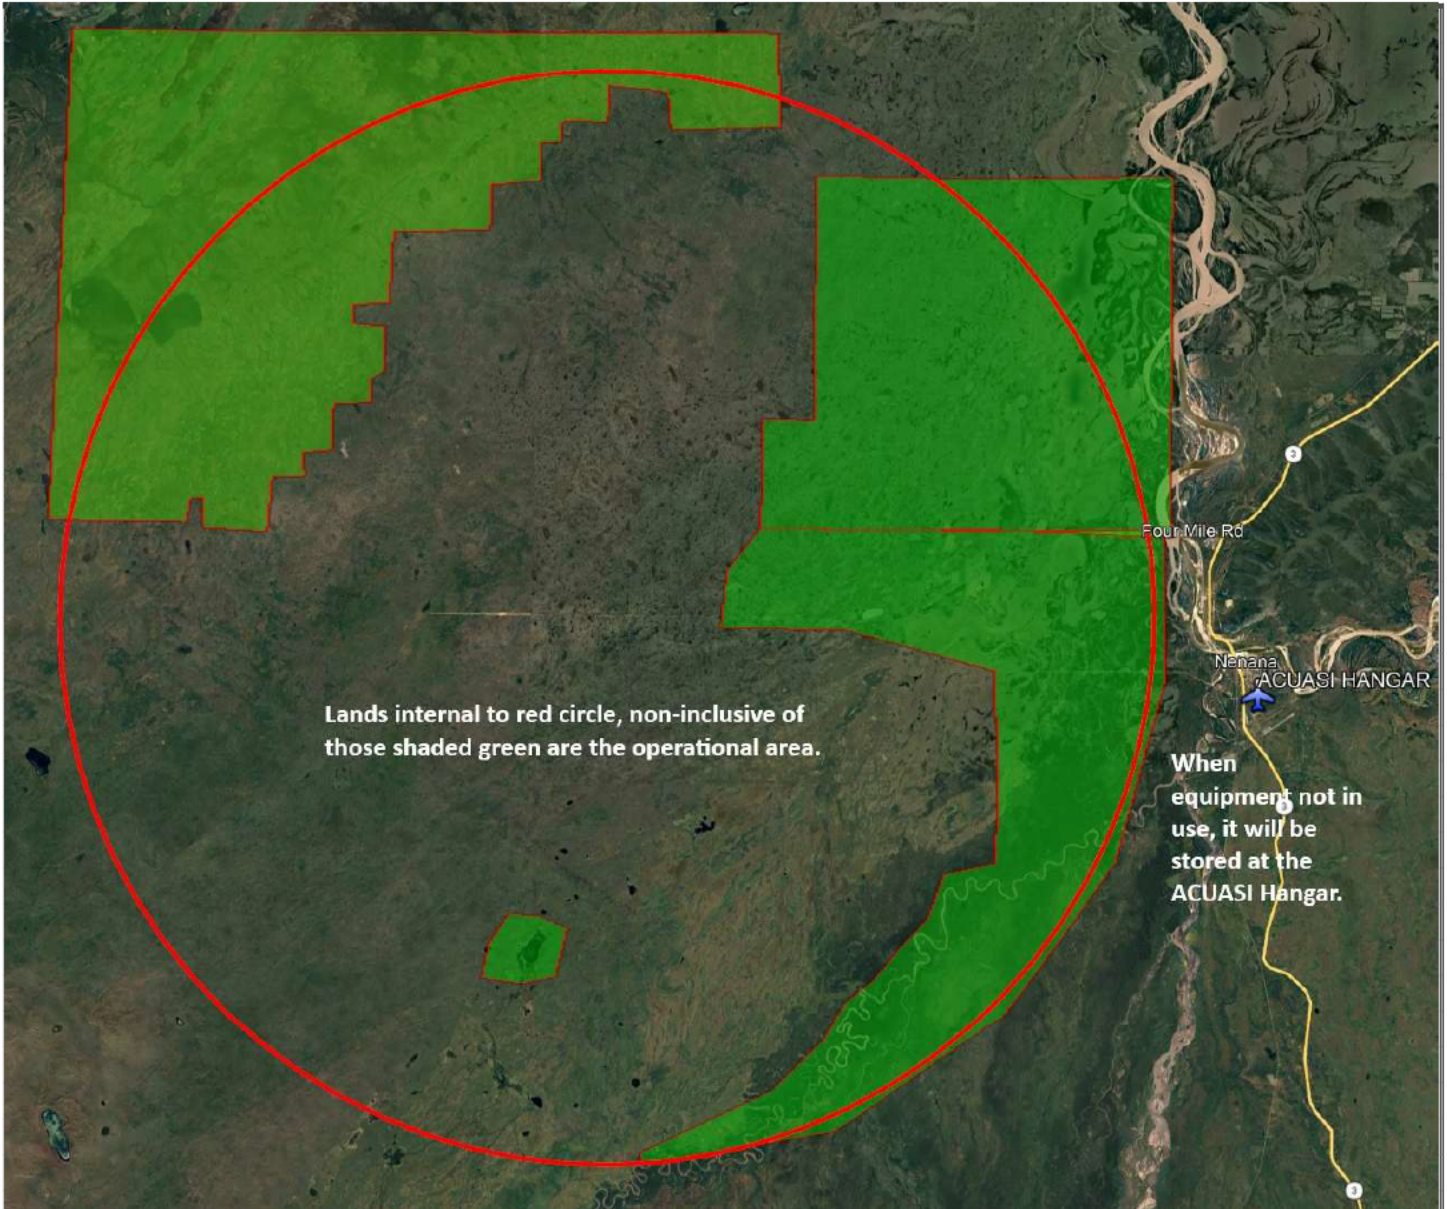 3
Four Mile Rd
Nenana
ACUASI HANGAR
Lands internal to red circle, non-inclusive of
those shaded green are the operational area.
When
equipment not in
use, it will be
stored at the
ACUASI Hangar.
3
3